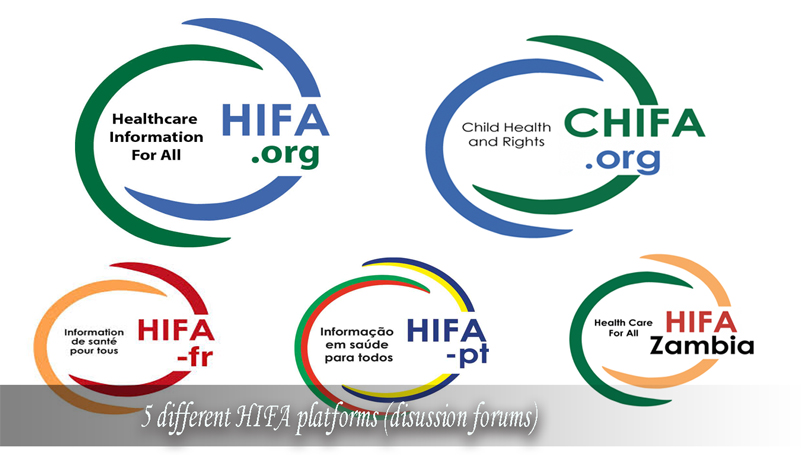 Healthcare
Information
For All
HIFA
.org
Child Health
and Rights
CHIFA
.org
Information
de santé
pour tous
HIFA
-fr
Informação
em saúde
para todos
HIFA
-pt
Health Care
For All
HIFA
Zambia
5 different HIFA platforms (disussion forums)